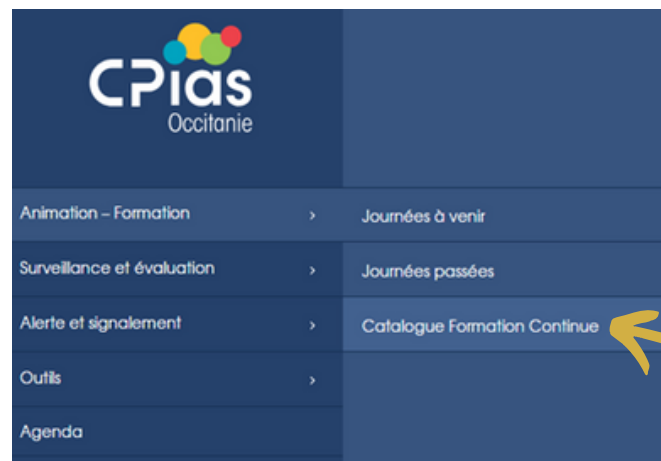 CPias
Occitanie
Animation – Formation
Journées à venir
Surveillance et évaluation
Journées passées
Alerte et signalement
Catalogue Formation Continue
Outils
Agenda